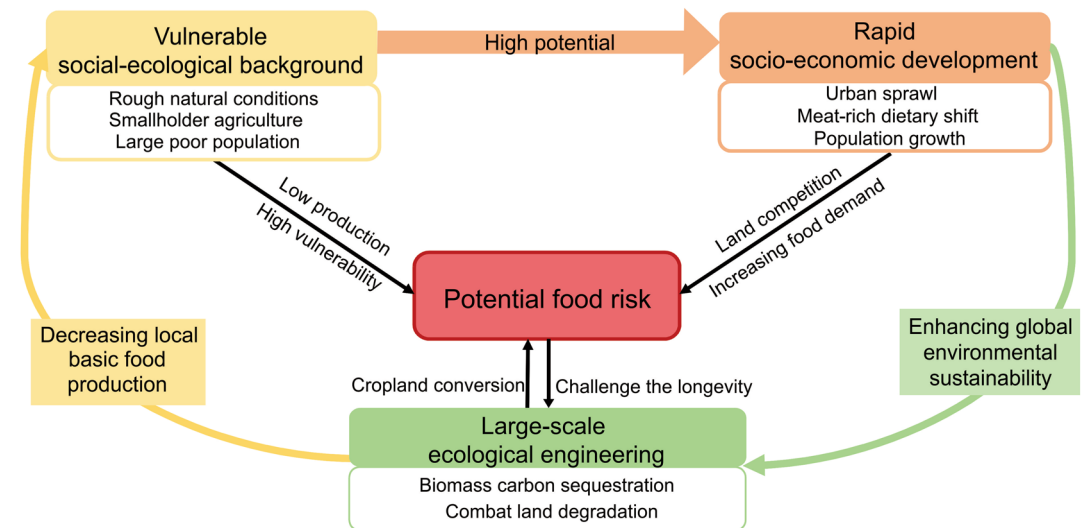 Vulnerable
social-ecological background
Rough natural conditions
Smallholder agriculture
Large poor population
High potential
Rapid
socio-economic development
Urban sprawl
Meat-rich dietary shift
Population growth
Low production
High vulnerability
Land competition
Increasing food demand
Potential food risk
Decreasing local
basic food
production
Enhancing global
environmental
sustainability
Cropland conversion
Challenge the longevity
Large-scale
ecological engineering
Biomass carbon sequestration
Combat land degradation